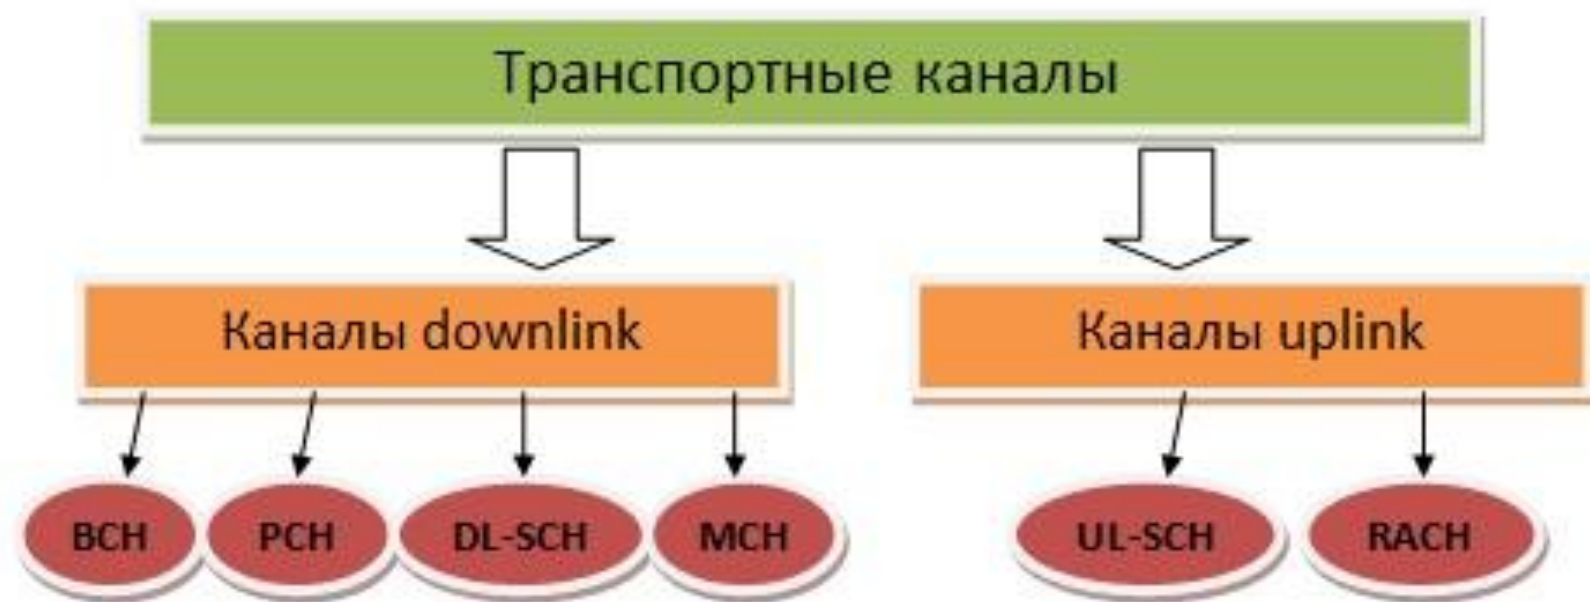 Транспортные каналы
Каналы downlink
Каналы uplink
BCH
PCH
DL-SCH
MCH
UL-SCH
RACH